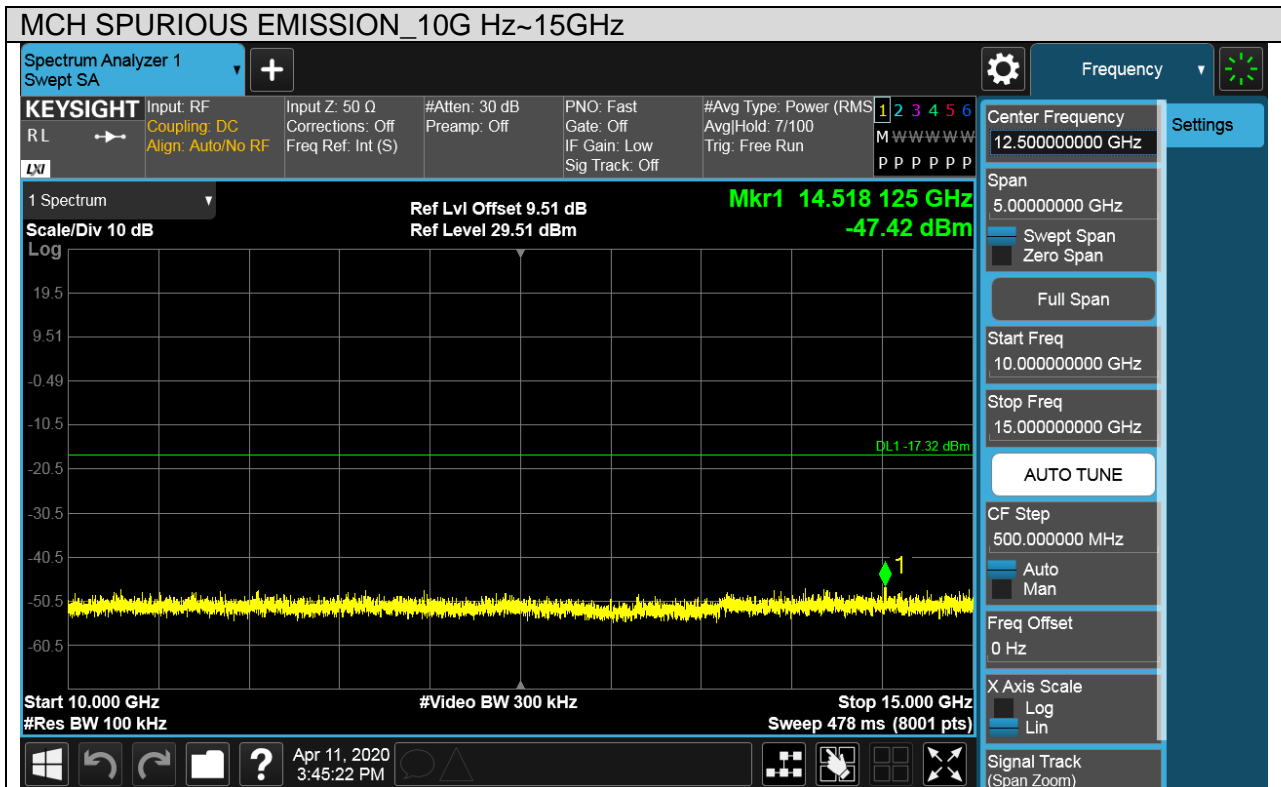 MCH SPURIOUS EMISSION_10G Hz~15GHz
Spectrum Analyzer 1
Swept SA
+
Frequency
KEYSIGHT
RL
LXI
Input: RF
Coupling: DC
Align: Auto/No RF
Input Z: 50 Ω
Corrections: Off
Freq Ref: Int (S)
#Atten: 30 dB
Preamp: Off
PNO: Fast
Gate: Off
IF Gain: Low
Sig Track: Off
#Avg Type: Power (RMS
Avg|Hold: 7/100
Trig: Free Run
1 2 3 4 5 6
M W W W W W
P P P P P P
1 Spectrum
Scale/Div 10 dB
Log
Ref Lvl Offset 9.51 dB
Ref Level 29.51 dBm
Mkr1 14.518 125 GHz
-47.42 dBm
19.5
9.51
-0.49
-10.5
DL1 -17.32 dBm
-20.5
-30.5
-40.5
1
-50.5
-60.5
Start 10.000 GHz
#Res BW 100 kHz
#Video BW 300 kHz
Stop 15.000 GHz
Sweep 478 ms (8001 pts)
Center Frequency
12.500000000 GHz
Settings
Span
5.00000000 GHz
Swept Span
Zero Span
Full Span
Start Freq
10.000000000 GHz
Stop Freq
15.000000000 GHz
AUTO TUNE
CF Step
500.000000 MHz
Auto
Man
Freq Offset
0 Hz
X Axis Scale
Log
Lin
Signal Track
(Span Zoom)
?
Apr 11, 2020
3:45:22 PM